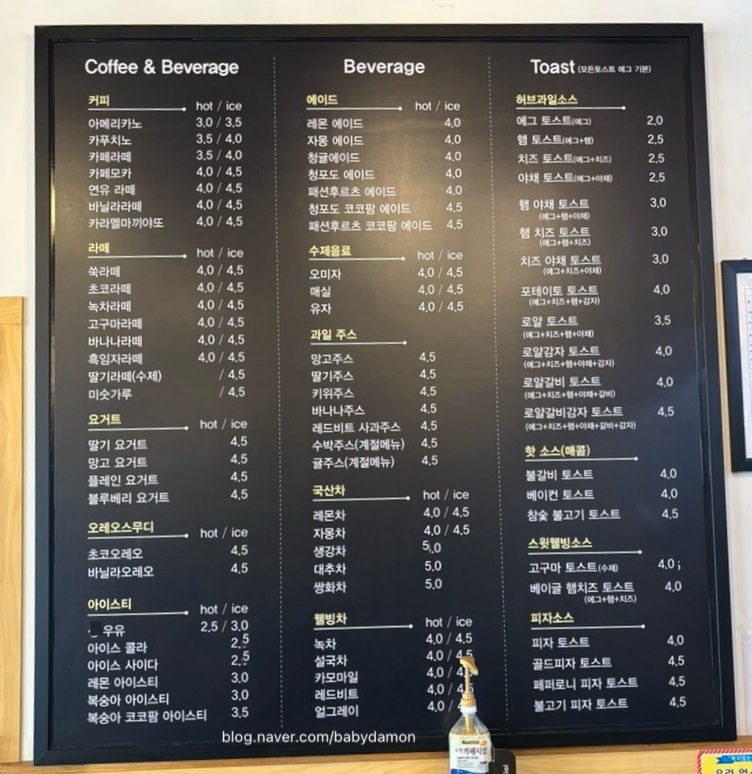 Coffee & Beverage
커피 hot / ice
아메리카노 3.0 / 3.5
카푸치노 3.5 / 4.0
카페라떼 3.5 / 4.0
카페모카 4.0 / 4.5
연유 라떼 4.0 / 4.5
바닐라라떼 4.0 / 4.5
카라멜마끼야또 4.0 / 4.5
라떼 hot / ice
쑥라떼 4.0 / 4.5
초코라떼 4.0 / 4.5
녹차라떼 4.0 / 4.5
고구마라떼 4.0 / 4.5
바나나라떼 4.0 / 4.5
흑임자라떼 4.0 / 4.5
딸기라떼(수제) / 4.5
미숫가루 / 4.5
요거트 hot / ice
딸기 요거트 4.5
망고 요거트 4.5
플레인 요거트 4.5
블루베리 요거트 4.5
오레오스무디 hot / ice
초코오레오 4.5
바닐라오레오 4.5
아이스티 hot / ice
우유 2.5 / 3.0
아이스 콜라 2.5
아이스 사이다 2.5
레몬 아이스티 3.0
복숭아 아이스티 3.0
복숭아 코코팜 아이스티 3.5
Beverage
에이드 hot / ice
레몬 에이드 4.0
자몽 에이드 4.0
청귤에이드 4.0
청포도 에이드 4.0
패션후르츠 에이드 4.0
청포도 코코팜 에이드 4.5
패션후르츠 코코팜 에이드 4.5
수제음료 hot / ice
오미자 4.0 / 4.5
매실 4.0 / 4.5
유자 4.0 / 4.5
과일 주스
망고주스 4.5
딸기주스 4.5
키위주스 4.5
바나나주스 4.5
레드비트 사과주스 4.5
수박주스(계절메뉴) 4.5
귤주스(계절메뉴) 4.5
국산차 hot / ice
레몬차 4.0 / 4.5
자몽차 4.0 / 4.5
생강차 5.0
대추차 5.0
쌍화차 5.0
웰빙차 hot / ice
녹차 4.0 / 4.5
설국차 4.0 / 4.5
카모마일 4.0 /
레드비트 4.0 /
얼그레이 4.0 /
Toast (모든토스트 에그 기본)
허브과일소스
에그 토스트(에그) 2.0
햄 토스트(에그+햄) 2.5
치즈 토스트(에그+치즈) 2.5
야채 토스트(에그+야채) 2.5
햄 야채 토스트 3.0
(에그+햄+야채)
햄 치즈 토스트 3.0
(에그+햄+치즈)
치즈 야채 토스트 3.0
(에그+치즈+야채)
포테이토 토스트 4.0
(에그+치즈+햄+감자)
로얄 토스트 3.5
(에그+치즈+햄+야채)
로얄감자 토스트 4.0
(에그+치즈+햄+야채+감자)
로얄갈비 토스트 4.0
(에그+치즈+햄+야채+갈비)
로얄갈비감자 토스트 4.5
(에그+치즈+햄+야채+갈비+감자)
핫 소스(매콤)
불갈비 토스트 4.0
베이컨 토스트 4.0
참숯 불고기 토스트 4.5
스윗웰빙소스
고구마 토스트(수제) 4.0
베이글 햄치즈 토스트 4.0
(에그+햄+치즈)
피자소스
피자 토스트 4.0
골드피자 토스트 4.5
페퍼로니 피자 토스트 4.5
불고기 피자 토스트 4.5
blog.naver.com/babydamon